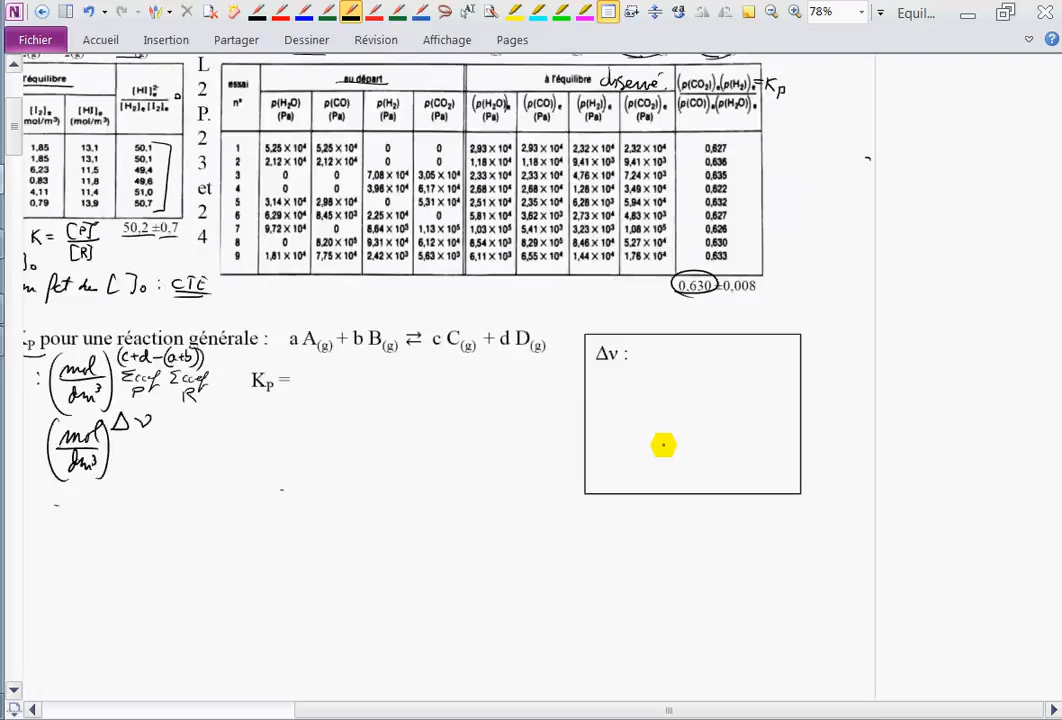 78%
Equil...
Fichier Accueil Insertion Partager Dessiner Révision Affichage Pages
'équilibre
[I2]e [HI]e [HI]²e
(mol/m³) (mol/m³) [H2]e [I2]e
1,85 13,1 50,1
1,85 13,1 50,1
6,23 11,5 49,4
0,83 11,8 49,6
4,11 11,4 51,0
0,79 13,9 50,7
50,2 ± 0,7
K = [P] / [R]
fct des [ ]o : CTE
L
2
P.
2
3
et
2
4
essai au départ à l'équilibre observé (p(CO2)e.(p(H2)e = Kp
n° p(H2O) p(CO) p(H2) p(CO2) (p(H2O)e (p(CO)e (p(H2)e (p(CO2)e (p(CO)e.(p(H2O)e
(Pa) (Pa) (Pa) (Pa) (Pa) (Pa) (Pa) (Pa)
1 5,25 × 10⁴ 5,25 × 10⁴ 0 0 2,93 × 10⁴ 2,93 × 10⁴ 2,32 × 10⁴ 2,32 × 10⁴ 0,627
2 2,12 × 10⁴ 2,12 × 10⁴ 0 0 1,18 × 10⁴ 1,18 × 10⁴ 9,41 × 10³ 9,41 × 10³ 0,636
3 0 0 7,08 × 10⁴ 3,05 × 10⁴ 2,33 × 10⁴ 2,33 × 10⁴ 4,76 × 10⁴ 7,24 × 10³ 0,635
4 0 0 3,96 × 10⁴ 6,17 × 10⁴ 2,68 × 10⁴ 2,68 × 10⁴ 1,28 × 10⁴ 3,49 × 10⁴ 0,622
5 3,14 × 10⁴ 2,98 × 10⁴ 0 5,31 × 10⁴ 2,51 × 10⁴ 2,35 × 10⁴ 6,28 × 10³ 5,94 × 10⁴ 0,632
6 6,29 × 10⁴ 8,45 × 10³ 2,25 × 10⁴ 0 5,81 × 10⁴ 3,62 × 10³ 2,73 × 10⁴ 4,83 × 10³ 0,627
7 9,72 × 10⁴ 0 8,64 × 10⁵ 1,13 × 10⁵ 1,03 × 10⁵ 5,41 × 10³ 3,23 × 10⁵ 1,08 × 10⁵ 0,626
8 0 8,20 × 10⁵ 9,31 × 10⁴ 6,12 × 10⁴ 8,54 × 10³ 8,29 × 10⁵ 8,46 × 10⁴ 5,27 × 10⁴ 0,630
9 1,81 × 10⁴ 7,75 × 10⁴ 2,42 × 10³ 5,63 × 10³ 6,11 × 10³ 6,55 × 10⁴ 1,44 × 10⁴ 1,76 × 10⁴ 0,633
0,630 ±0,008
KP pour une réaction générale : a A(g) + b B(g) ⇄ c C(g) + d D(g)
: (mol/dm³) (c+d-(a+b))
Σcoef Σcoef
P R
KP =
Δν :
(mol/dm³) Δν